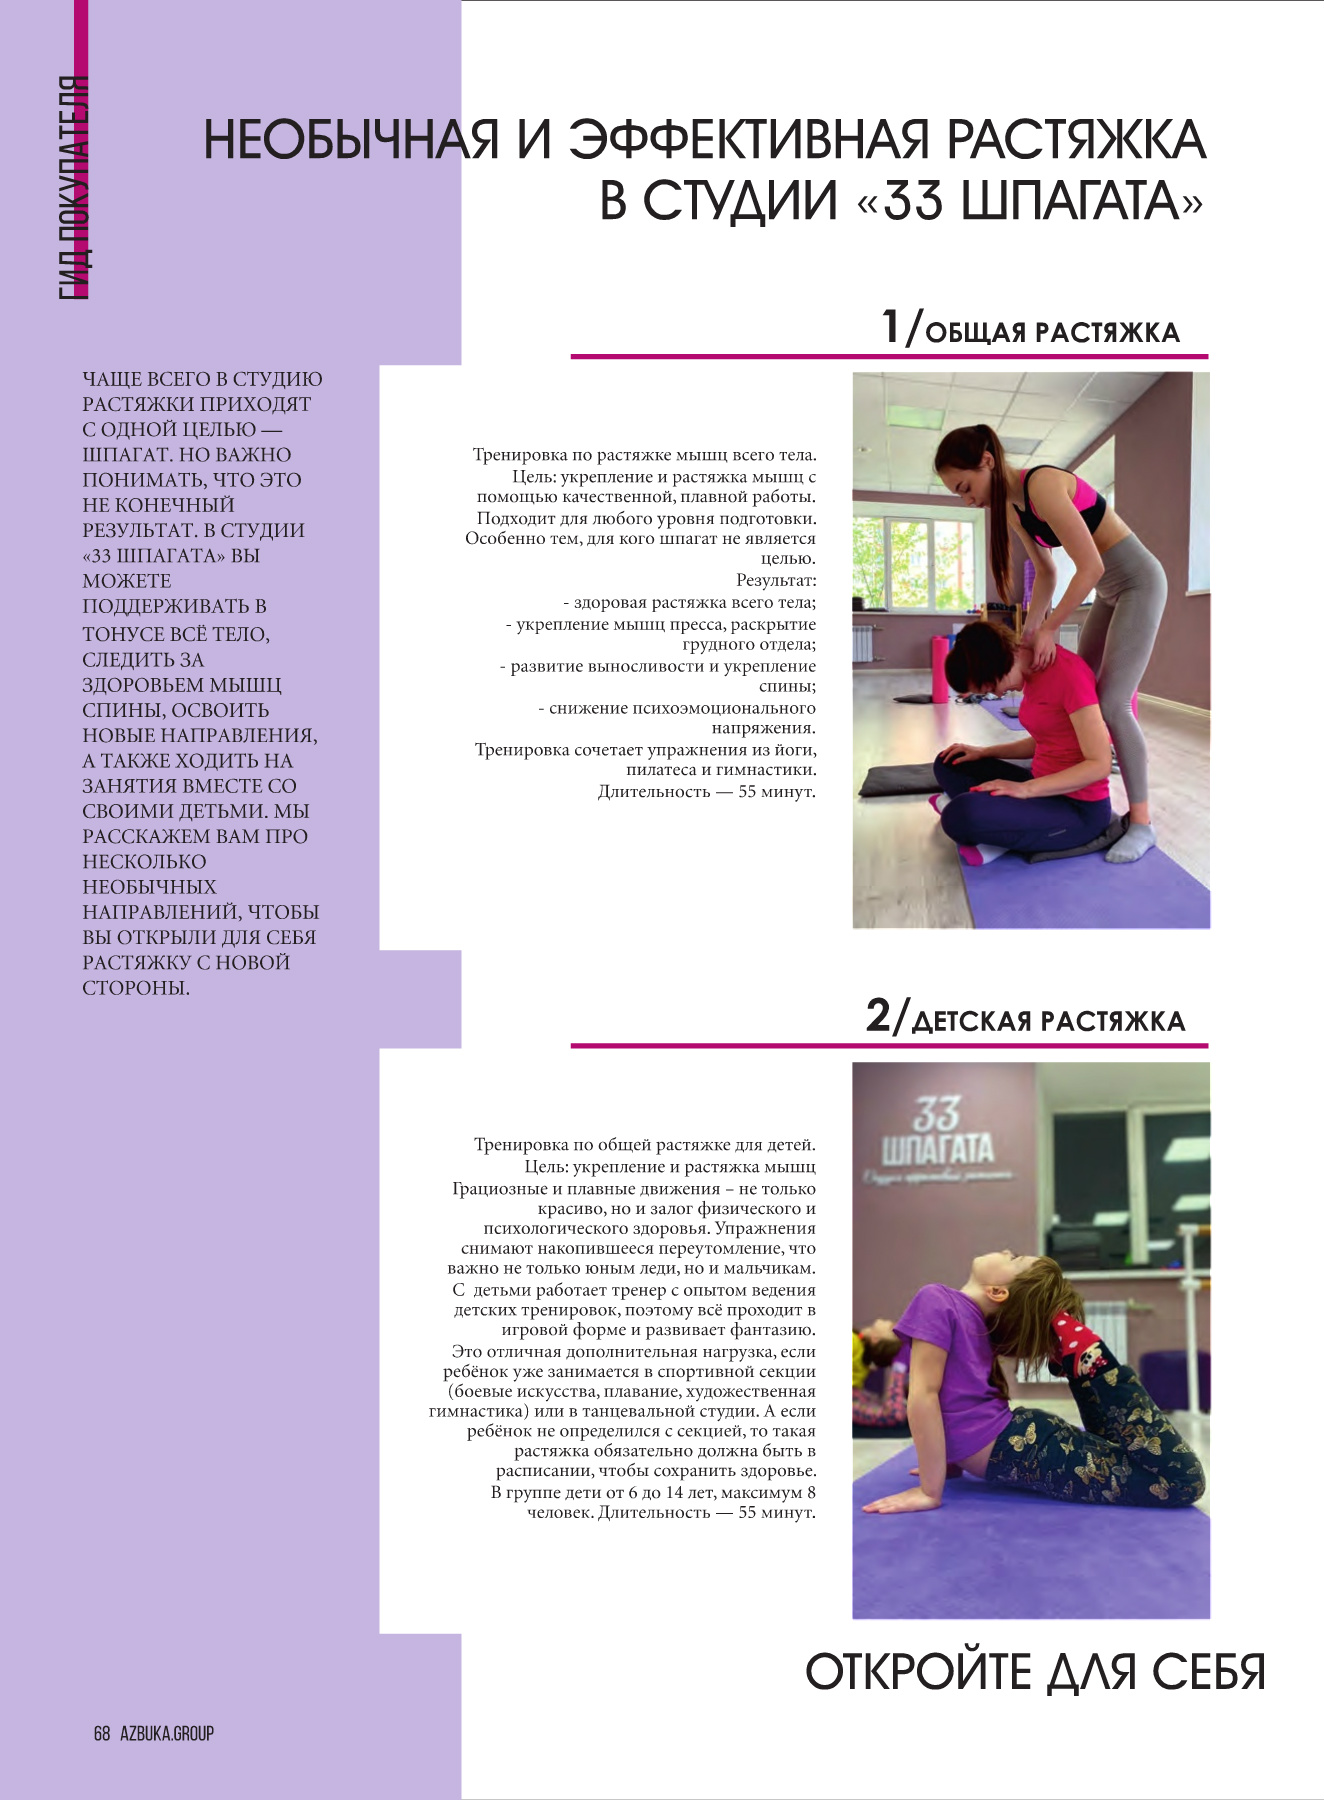 ГИД ПОКУПАТЕЛЯ
НЕОБЫЧНАЯ И ЭФФЕКТИВНАЯ РАСТЯЖКА
В СТУДИИ «33 ШПАГАТА»
ЧАЩЕ ВСЕГО В СТУДИЮ
РАСТЯЖКИ ПРИХОДЯТ
С ОДНОЙ ЦЕЛЬЮ —
ШПАГАТ. НО ВАЖНО
ПОНИМАТЬ, ЧТО ЭТО
НЕ КОНЕЧНЫЙ
РЕЗУЛЬТАТ. В СТУДИИ
«33 ШПАГАТА» ВЫ
МОЖЕТЕ
ПОДДЕРЖИВАТЬ В
ТОНУСЕ ВСЁ ТЕЛО,
СЛЕДИТЬ ЗА
ЗДОРОВЬЕМ МЫШЦ
СПИНЫ, ОСВОИТЬ
НОВЫЕ НАПРАВЛЕНИЯ,
А ТАКЖЕ ХОДИТЬ НА
ЗАНЯТИЯ ВМЕСТЕ СО
СВОИМИ ДЕТЬМИ. МЫ
РАССКАЖЕМ ВАМ ПРО
НЕСКОЛЬКО
НЕОБЫЧНЫХ
НАПРАВЛЕНИЙ, ЧТОБЫ
ВЫ ОТКРЫЛИ ДЛЯ СЕБЯ
РАСТЯЖКУ С НОВОЙ
СТОРОНЫ.
1/ОБЩАЯ РАСТЯЖКА
Тренировка по растяжке мышц всего тела.
Цель: укрепление и растяжка мышц с
помощью качественной, плавной работы.
Подходит для любого уровня подготовки.
Особенно тем, для кого шпагат не является
целью.
Результат:
- здоровая растяжка всего тела;
- укрепление мышц пресса, раскрытие
грудного отдела;
- развитие выносливости и укрепление
спины;
- снижение психоэмоционального
напряжения.
Тренировка сочетает упражнения из йоги,
пилатеса и гимнастики.
Длительность — 55 минут.
2/ДЕТСКАЯ РАСТЯЖКА
Тренировка по общей растяжке для детей.
Цель: укрепление и растяжка мышц
Грациозные и плавные движения – не только
красиво, но и залог физического и
психологического здоровья. Упражнения
снимают накопившееся переутомление, что
важно не только юным леди, но и мальчикам.
С детьми работает тренер с опытом ведения
детских тренировок, поэтому всё проходит в
игровой форме и развивает фантазию.
Это отличная дополнительная нагрузка, если
ребёнок уже занимается в спортивной секции
(боевые искусства, плавание, художественная
гимнастика) или в танцевальной студии. А если
ребёнок не определился с секцией, то такая
растяжка обязательно должна быть в
расписании, чтобы сохранить здоровье.
В группе дети от 6 до 14 лет, максимум 8
человек. Длительность — 55 минут.
33
ШПАГАТА
ОТКРОЙТЕ ДЛЯ СЕБЯ
68 AZBUKA.GROUP